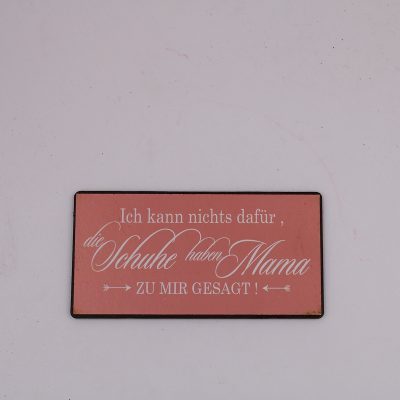 Ich kann nichts dafür ,
die Schuhe haben Mama
ZU MIR GESAGT !